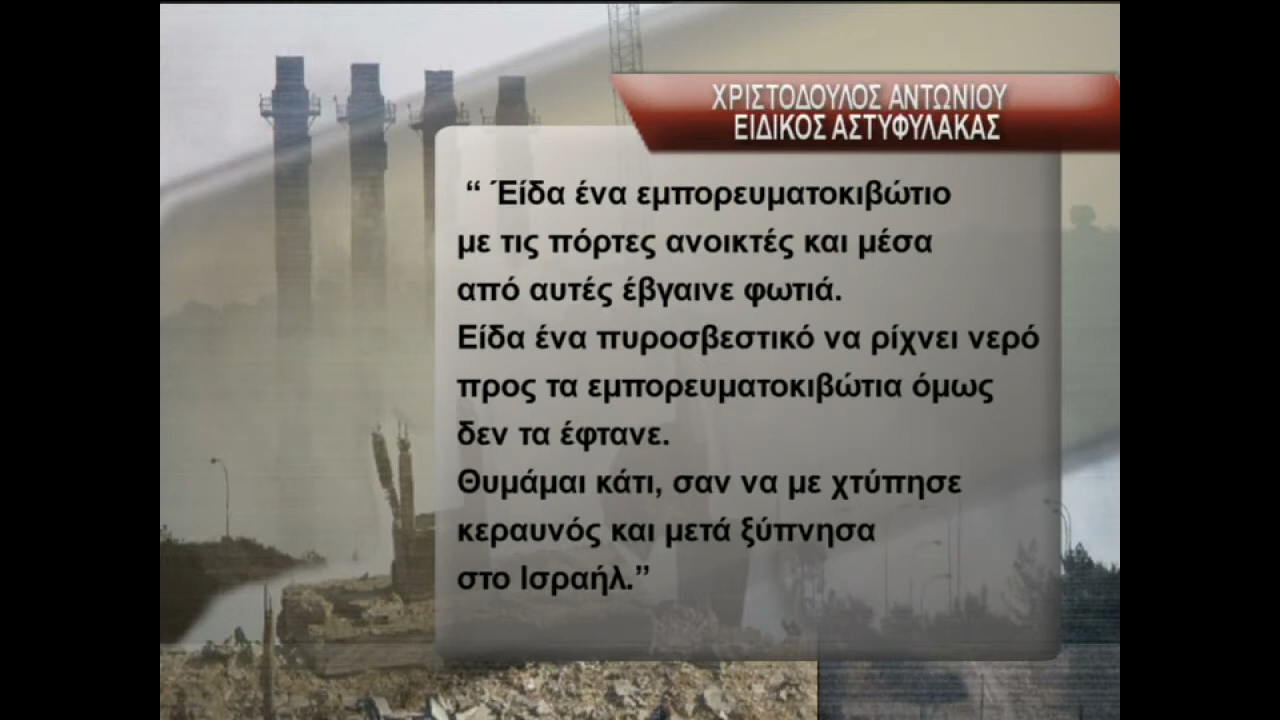 ΧΡΙΣΤΟΔΟΥΛΟΣ ΑΝΤΩΝΙΟΥ
ΕΙΔΙΚΟΣ ΑΣΤΥΦΥΛΑΚΑΣ
“ Έίδα ένα εμπορευματοκιβώτιο
με τις πόρτες ανοικτές και μέσα
από αυτές έβγαινε φωτιά.
Είδα ένα πυροσβεστικό να ρίχνει νερό
προς τα εμπορευματοκιβώτια όμως
δεν τα έφτανε.
Θυμάμαι κάτι, σαν να με χτύπησε
κεραυνός και μετά ξύπνησα
στο Ισραήλ.”